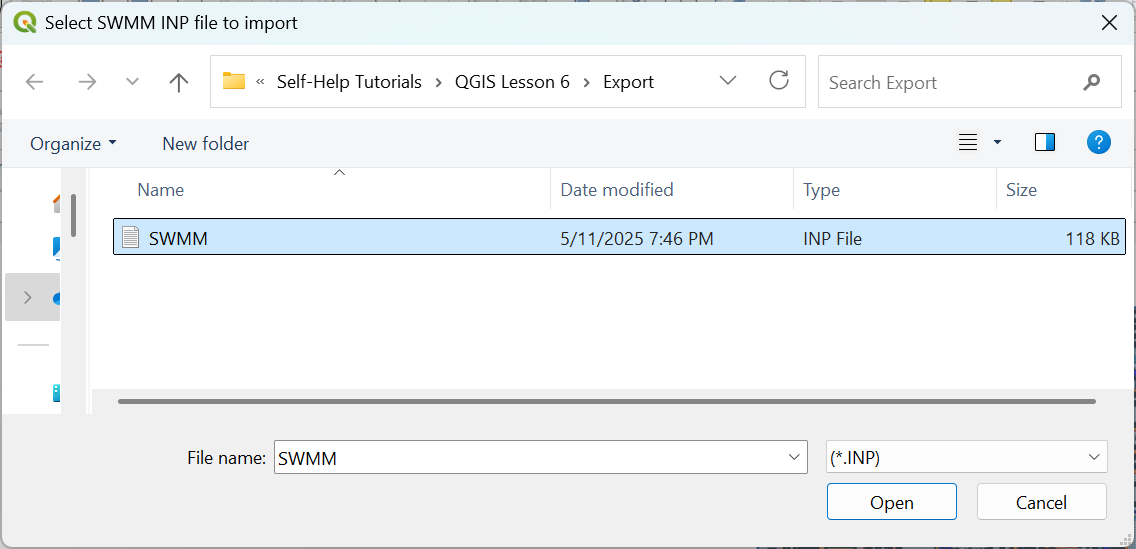 Select SWMM INP file to import
« Self-Help Tutorials › QGIS Lesson 6 › Export
Search Export
Organize
New folder
?
Name Date modified Type Size
SWMM 5/11/2025 7:46 PM INP File 118 KB
File name: SWMM (*.INP)
Open Cancel